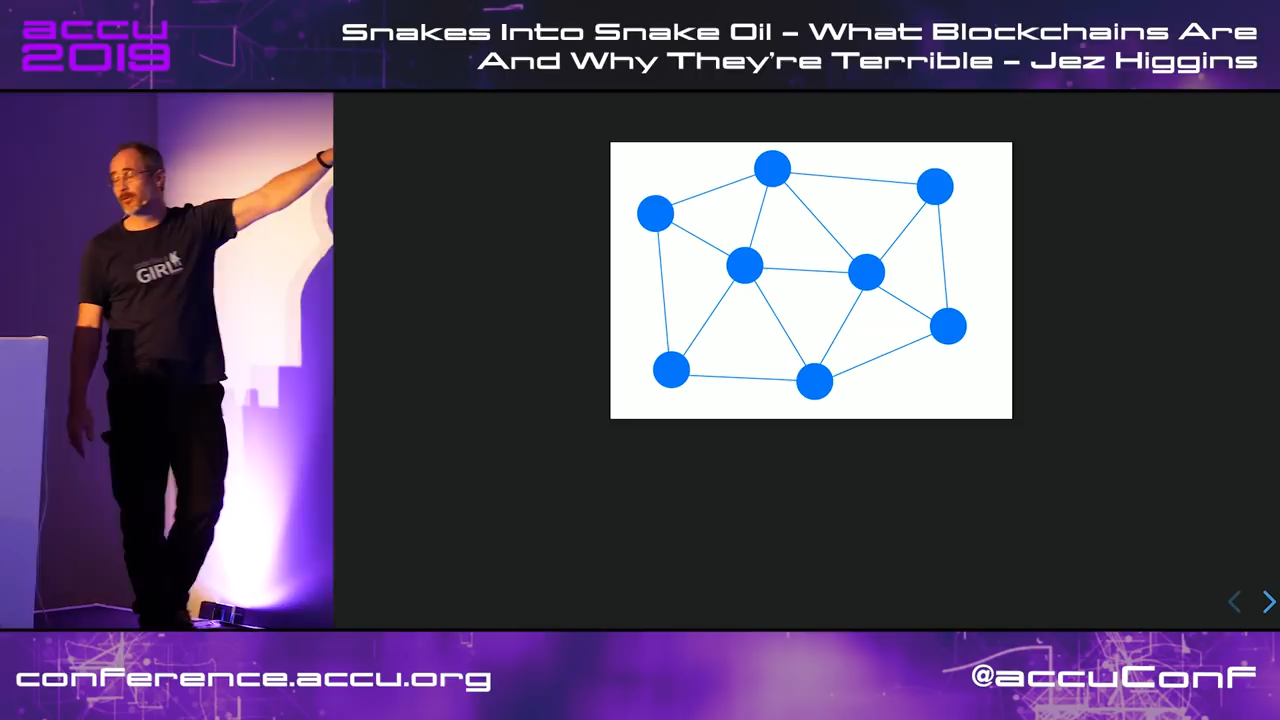 accu
2019
Snakes Into Snake Oil – What Blockchains Are
And Why They're Terrible – Jez Higgins
GIRL
conference.accu.org
@accuConf